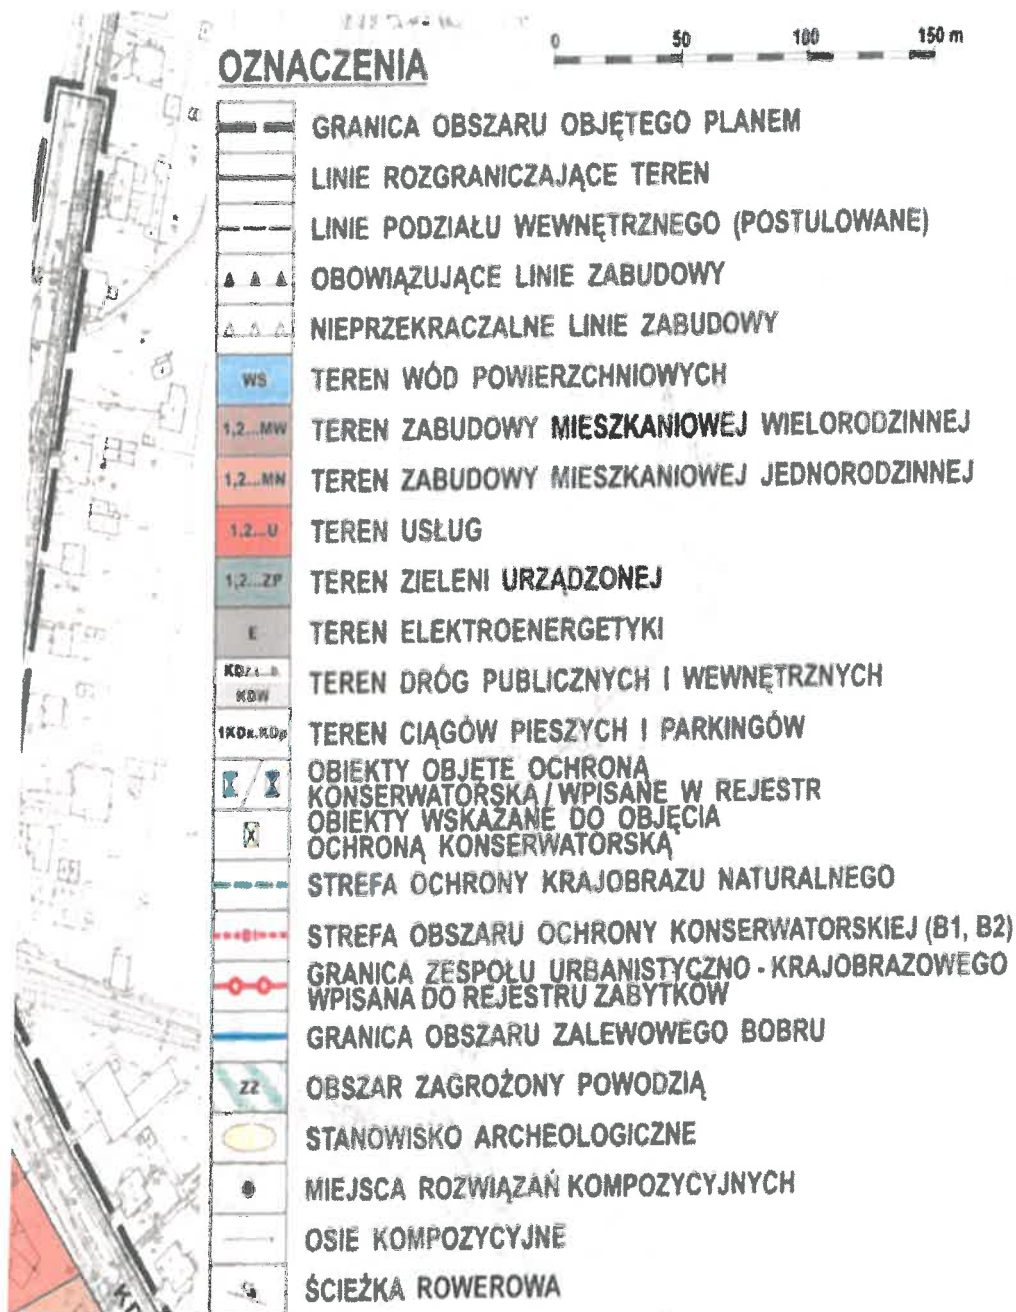 0 50 100 150 m
OZNACZENIA
GRANICA OBSZARU OBJĘTEGO PLANEM
LINIE ROZGRANICZAJĄCE TEREN
LINIE PODZIAŁU WEWNĘTRZNEGO (POSTULOWANE)
OBOWIĄZUJĄCE LINIE ZABUDOWY
NIEPRZEKRACZALNE LINIE ZABUDOWY
WS TEREN WÓD POWIERZCHNIOWYCH
1,2...MW TEREN ZABUDOWY MIESZKANIOWEJ WIELORODZINNEJ
1,2...MN TEREN ZABUDOWY MIESZKANIOWEJ JEDNORODZINNEJ
1,2...U TEREN USŁUG
1,2...ZP TEREN ZIELENI URZĄDZONEJ
E TEREN ELEKTROENERGETYKI
KDW TEREN DRÓG PUBLICZNYCH I WEWNĘTRZNYCH
1KDx.KDp TEREN CIĄGÓW PIESZYCH I PARKINGÓW
OBIEKTY OBJĘTE OCHRONĄ
KONSERWATORSKĄ/WPISANE W REJESTR
OBIEKTY WSKAZANE DO OBJĘCIA
OCHRONĄ KONSERWATORSKĄ
STREFA OCHRONY KRAJOBRAZU NATURALNEGO
B1 STREFA OBSZARU OCHRONY KONSERWATORSKIEJ (B1, B2)
GRANICA ZESPOŁU URBANISTYCZNO - KRAJOBRAZOWEGO
WPISANA DO REJESTRU ZABYTKÓW
GRANICA OBSZARU ZALEWOWEGO BOBRU
ZZ OBSZAR ZAGROŻONY POWODZIĄ
STANOWISKO ARCHEOLOGICZNE
MIEJSCA ROZWIĄZAŃ KOMPOZYCYJNYCH
OSIE KOMPOZYCYJNE
ŚCIEŻKA ROWEROWA